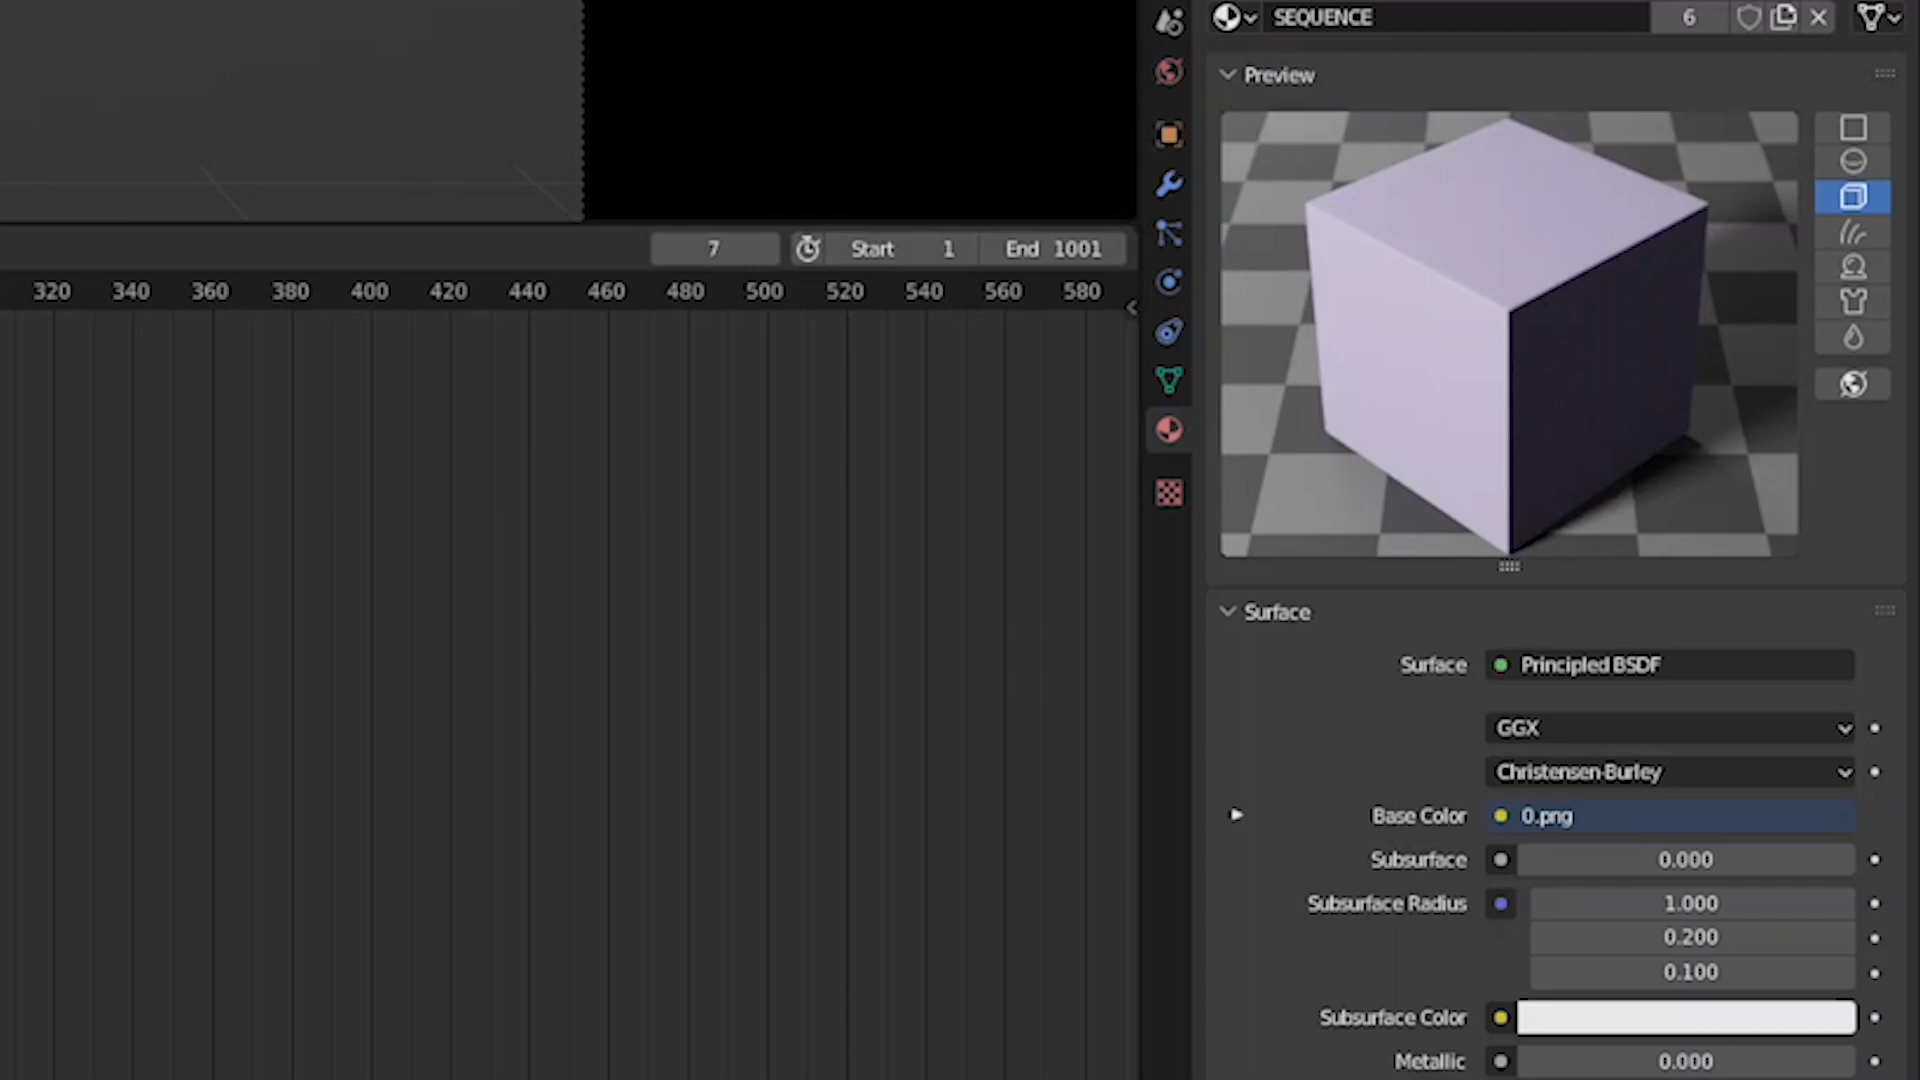 SEQUENCE 6
Preview
7 Start 1 End 1001
320 340 360 380 400 420 440 460 480 500 520 540 560 580
Surface
Surface Principled BSDF
GGX
Christensen-Burley
Base Color 0.png
Subsurface 0.000
Subsurface Radius 1.000
0.200
0.100
Subsurface Color
Metallic 0.000